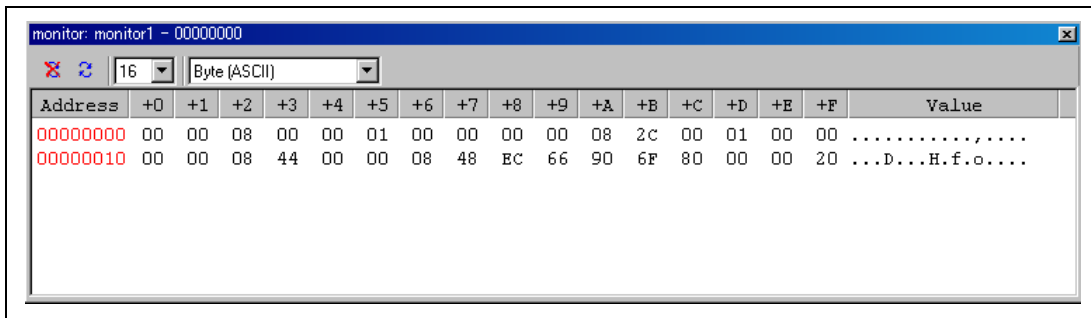 monitor: monitor1 - 00000000
16 Byte (ASCII)
Address +0 +1 +2 +3 +4 +5 +6 +7 +8 +9 +A +B +C +D +E +F Value
00000000 00 00 08 00 00 01 00 00 00 00 08 2C 00 01 00 00 ...........,....
00000010 00 00 08 44 00 00 08 48 EC 66 90 6F 80 00 00 20 ...D...H.f.o....